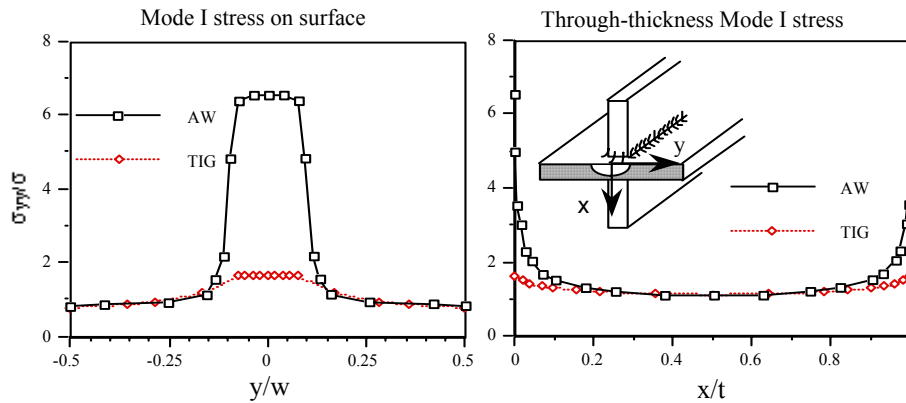 Mode I stress on surface
8
6
4
2
0
AW
TIG
σyy/σ
-0.5
-0.25
0
0.25
0.5
y/w
Through-thickness Mode I stress
8
6
4
2
0
y
x
AW
TIG
0
0.2
0.4
0.6
0.8
x/t